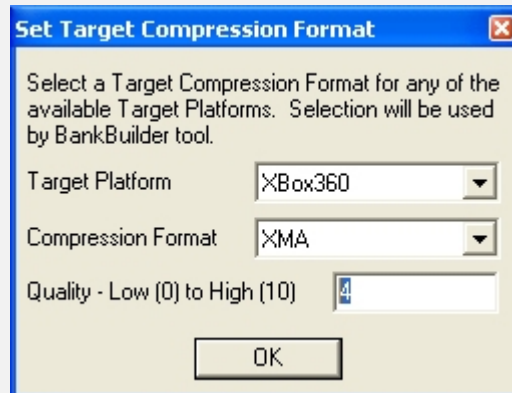 Set Target Compression Format
Select a Target Compression Format for any of the
available Target Platforms. Selection will be used
by BankBuilder tool.
Target Platform XBox360
Compression Format XMA
Quality - Low (0) to High (10) 4
OK